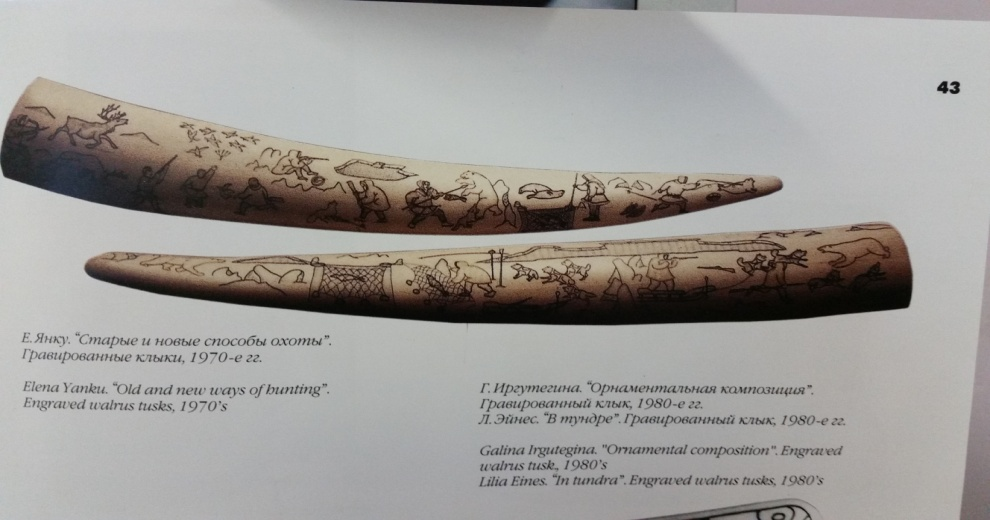 43
Е. Янку. “Старые и новые способы охоты”.
Гравированные клыки, 1970-е гг.
Elena Yanku. “Old and new ways of hunting”.
Engraved walrus tusks, 1970’s
Г. Иргутегина. “Орнаментальная композиция”.
Гравированный клык, 1980-е гг.
Л. Эйнес. “В тундре”. Гравированный клык, 1980-е гг.
Galina Irgutegina. "Ornamental composition". Engraved
walrus tusk., 1980’s
Lilia Eines. “In tundra”. Engraved walrus tusks, 1980’s